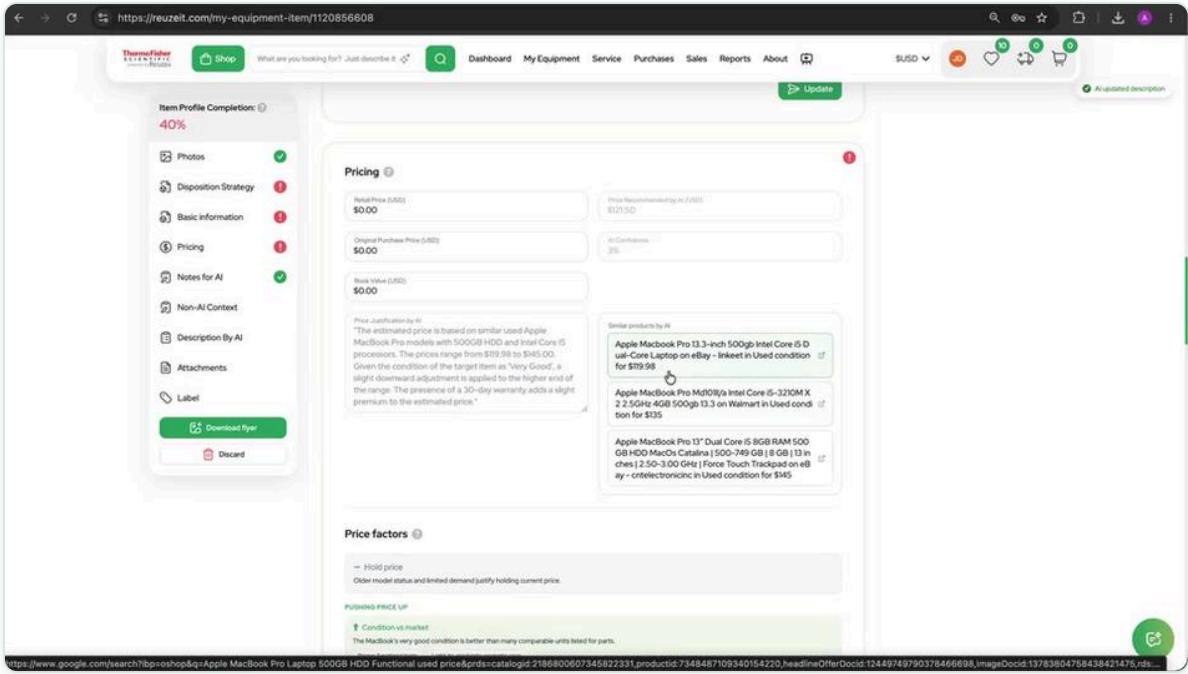 https://reuzeit.com/my-equipment-item/1120856608
A
ThermoFisher
SCIENTIFIC
Shop
What are you looking for? Just describe it
Dashboard
My Equipment
Service
Purchases
Sales
Reports
About
$USD
JD
10
0
0
Update
AI updated description
Item Profile Completion:
40%
Photos
Disposition Strategy
Basic information
Pricing
Notes for AI
Non-AI Context
Description By AI
Attachments
Label
Download flyer
Discard
Pricing
Retail Price (USD)
$0.00
Price Recommended by AI (USD)
$121.50
Original Purchase Price (USD)
$0.00
AI Confidence
3%
Book Value (USD)
$0.00
Price Justification by AI
"The estimated price is based on similar used Apple
MacBook Pro models with 500GB HDD and Intel Core i5
processors. The prices range from $119.98 to $145.00.
Given the condition of the target item as 'Very Good', a
slight downward adjustment is applied to the higher end of
the range. The presence of a 30-day warranty adds a slight
premium to the estimated price."
Similar products by AI
Apple Macbook Pro 13.3-inch 500gb Intel Core i5 D
ual-Core Laptop on eBay - linkeet in Used condition
for $119.98
Apple MacBook Pro Md101ll/a Intel Core i5-3210M X
2 2.5GHz 4GB 500gb 13.3 on Walmart in Used condi
tion for $135
Apple MacBook Pro 13" Dual Core i5 8GB RAM 500
GB HDD MacOs Catalina | 500-749 GB | 8 GB | 13 in
ches | 2.50-3.00 GHz | Force Touch Trackpad on eB
ay - cntelectronicinc in Used condition for $145
Price factors
Hold price
Older model status and limited demand justify holding current price.
PUSHING PRICE UP
Condition vs market
The MacBook's very good condition is better than many comparable units listed for parts.
https://www.google.com/search?ibp=oshop&q=Apple MacBook Pro Laptop 500GB HDD Functional used price&prds=catalogid:2186800607345822331,productid:7348487109340154220,headlineOfferDocid:12449749790378466698,imageDocid:13783804758438421475,rds:...